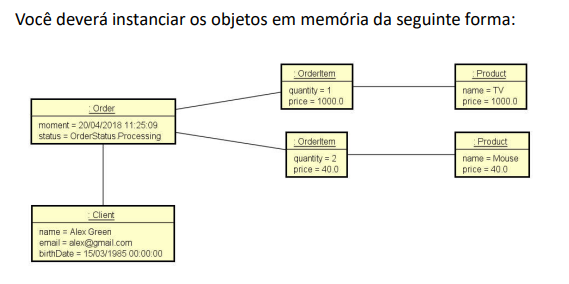 Você deverá instanciar os objetos em memória da seguinte forma:
: OrderItem
quantity = 1
price = 1000.0
: Product
name = TV
price = 1000.0
: Order
moment = 20/04/2018 11:25:09
status = OrderStatus.Processing
: OrderItem
quantity = 2
price = 40.0
: Product
name = Mouse
price = 40.0
: Client
name = Alex Green
email = alex@gmail.com
birthDate = 15/03/1985 00:00:00